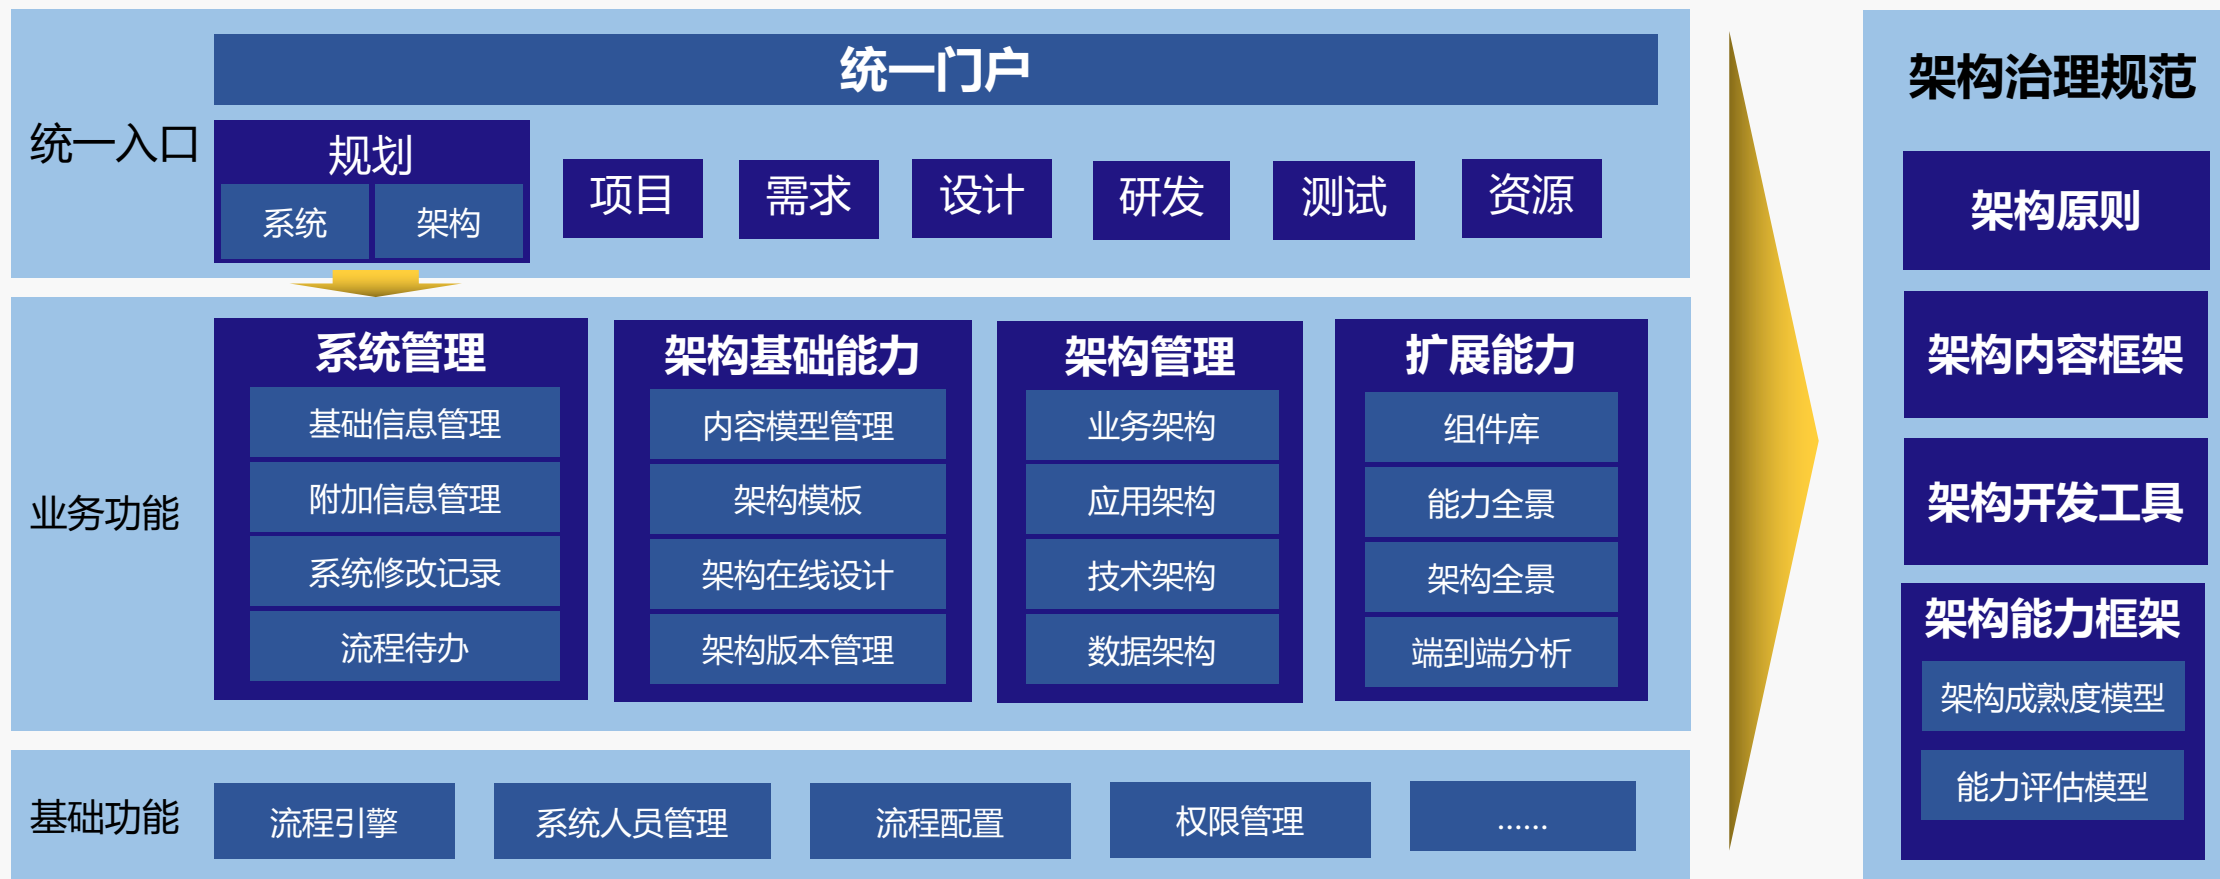 统一入口
统一门户
规划
系统
架构
项目
需求
设计
研发
测试
资源
业务功能
系统管理
基础信息管理
附加信息管理
系统修改记录
流程待办
架构基础能力
内容模型管理
架构模板
架构在线设计
架构版本管理
架构管理
业务架构
应用架构
技术架构
数据架构
扩展能力
组件库
能力全景
架构全景
端到端分析
基础功能
流程引擎
系统人员管理
流程配置
权限管理
......
架构治理规范
架构原则
架构内容框架
架构开发工具
架构能力框架
架构成熟度模型
能力评估模型